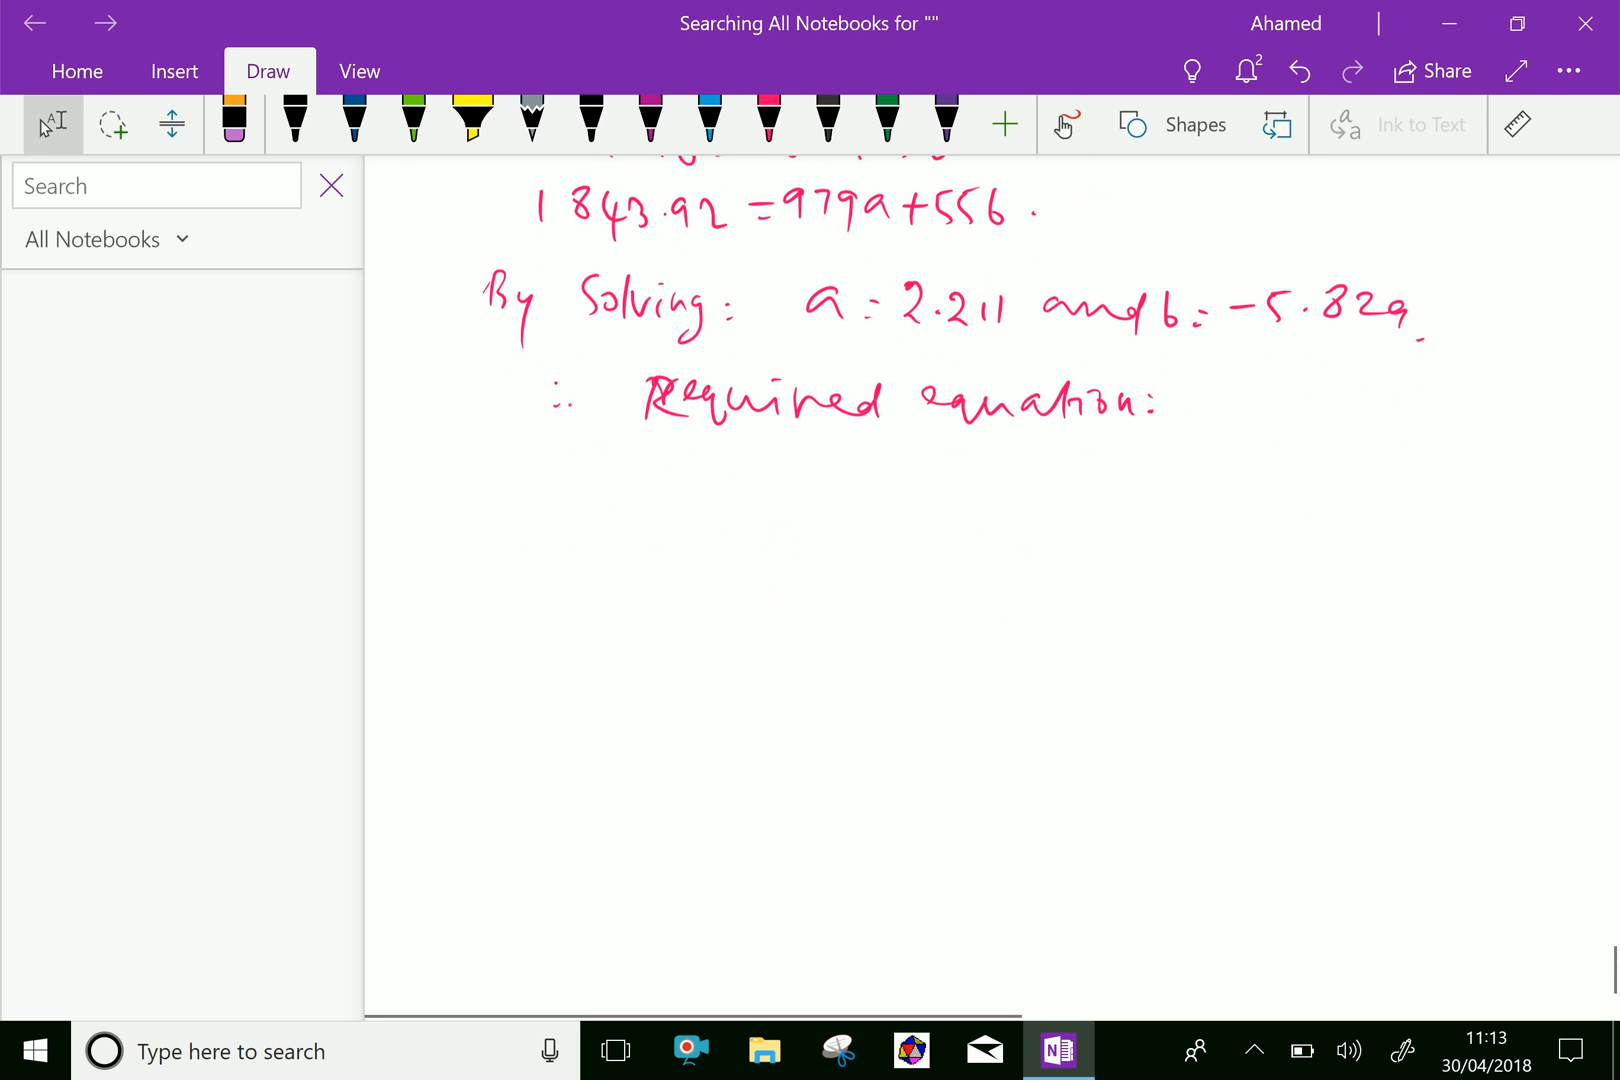 Searching All Notebooks for ""
Ahamed
Home Insert Draw View
2
Share
Shapes
Ink to Text
Search
All Notebooks
1843.92 = 979a + 55b.
By Solving: a = 2.211 and b = -5.829.
∴ Required equation:
Type here to search
11:13
30/04/2018